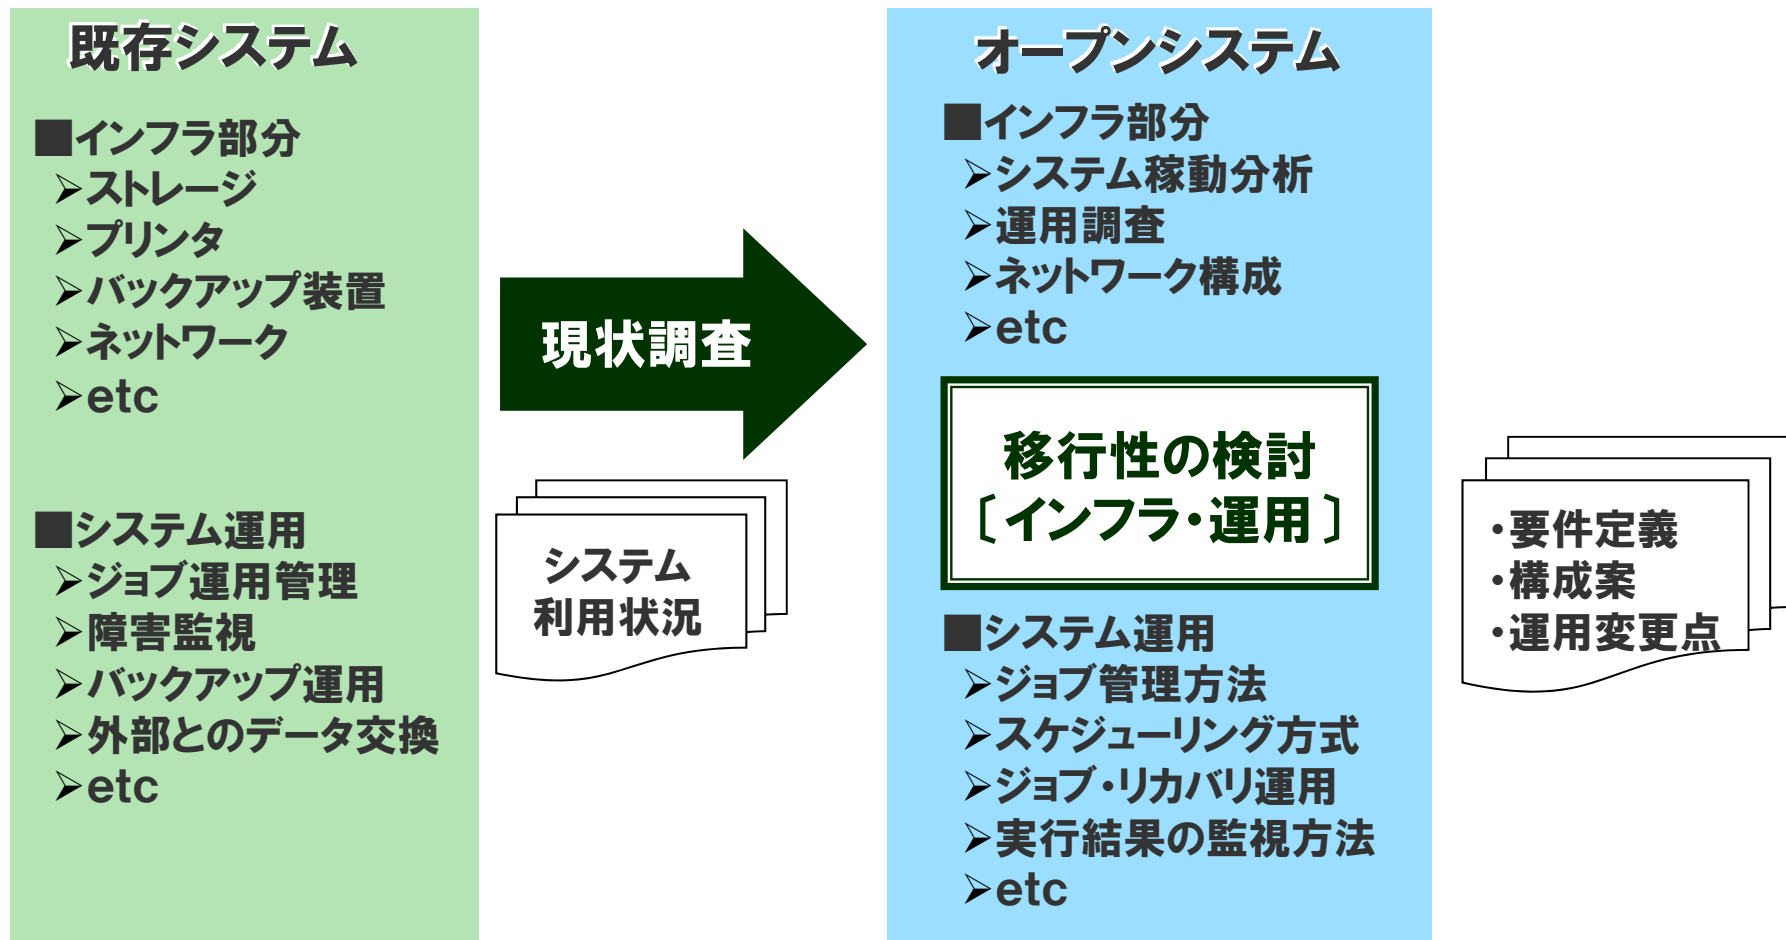 既存システム
■インフラ部分
➢ストレージ
➢プリンタ
➢バックアップ装置
➢ネットワーク
➢etc
■システム運用
➢ジョブ運用管理
➢障害監視
➢バックアップ運用
➢外部とのデータ交換
➢etc
現状調査
システム
利用状況
オープンシステム
■インフラ部分
➢システム稼動分析
➢運用調査
➢ネットワーク構成
➢etc
移行性の検討
〔インフラ・運用〕
■システム運用
➢ジョブ管理方法
➢スケジューリング方式
➢ジョブ・リカバリ運用
➢実行結果の監視方法
➢etc
・要件定義
・構成案
・運用変更点